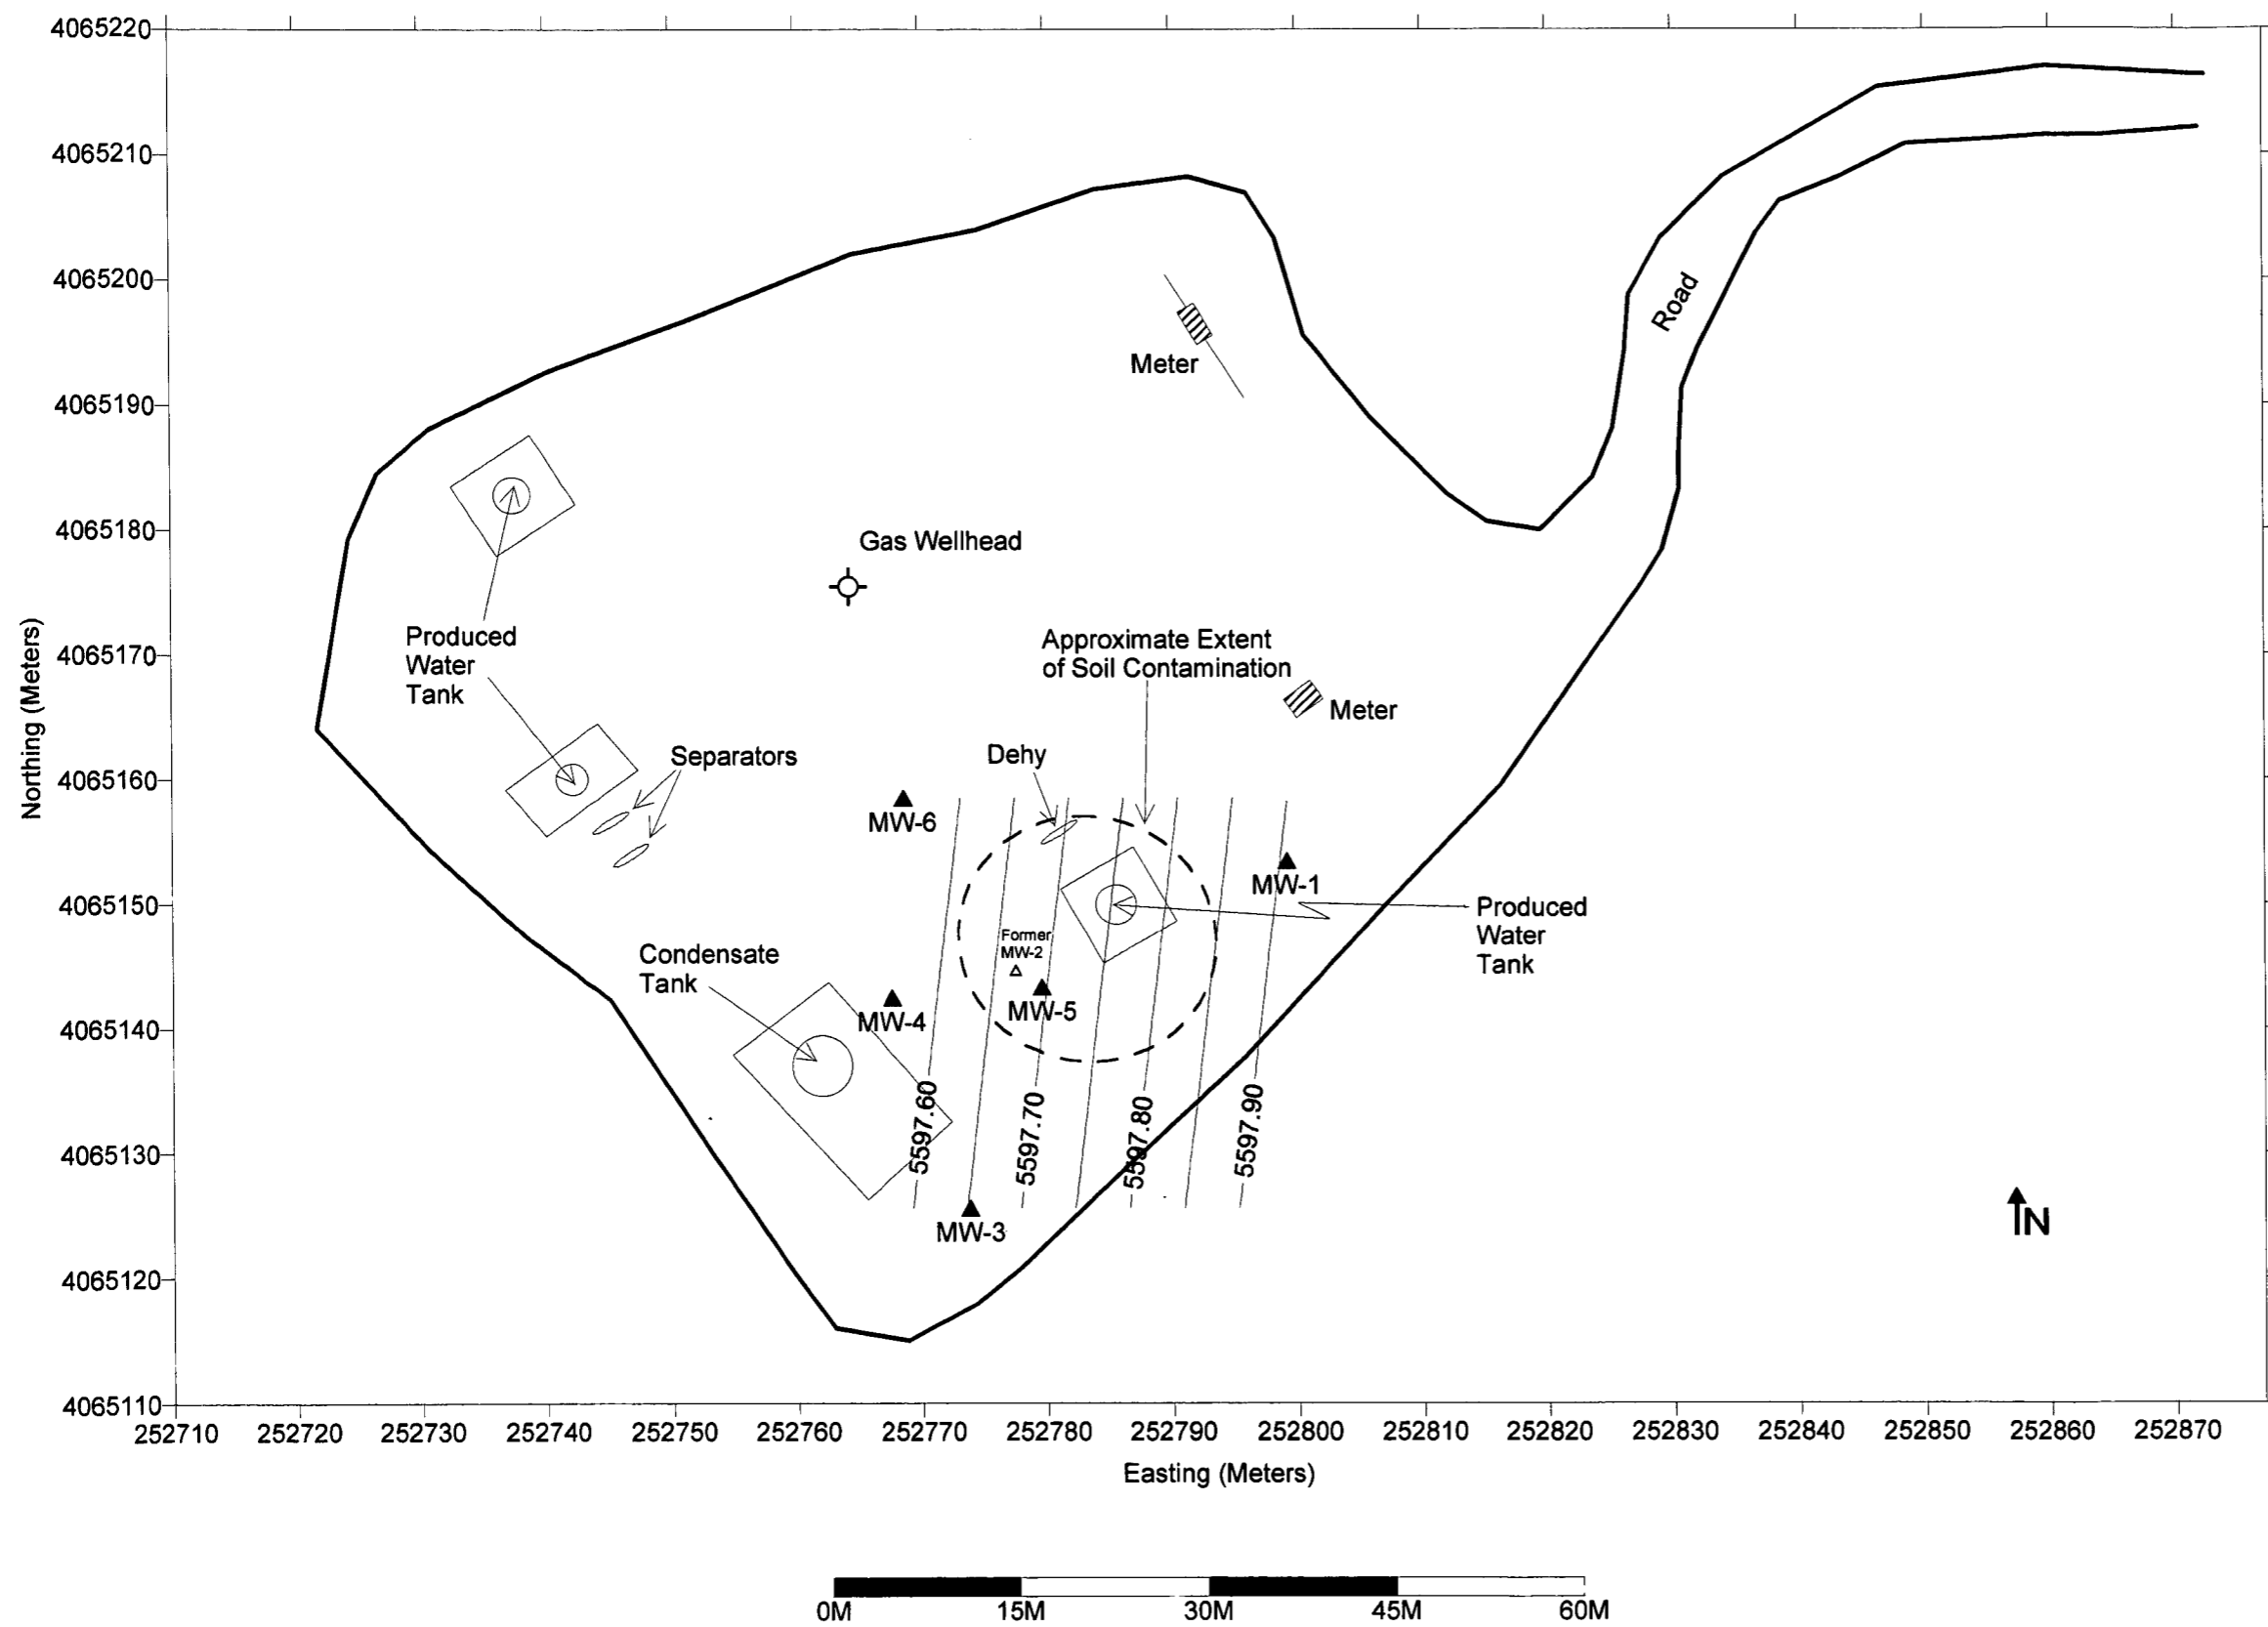 4065220
4065210
4065200
4065190
4065180
4065170
4065160
4065150
4065140
4065130
4065120
4065110
Northing (Meters)
Road
Meter
Gas Wellhead
Produced
Water
Tank
Approximate Extent
of Soil Contamination
Meter
Separators
Dehy
MW-6
MW-1
Produced
Water
Tank
Former
MW-2
Condensate
Tank
MW-5
MW-4
5597.60
5597.70
5597.80
5597.90
MW-3
N
252710
252720
252730
252740
252750
252760
252770
252780
252790
252800
252810
252820
252830
252840
252850
252860
252870
Easting (Meters)
0M
15M
30M
45M
60M